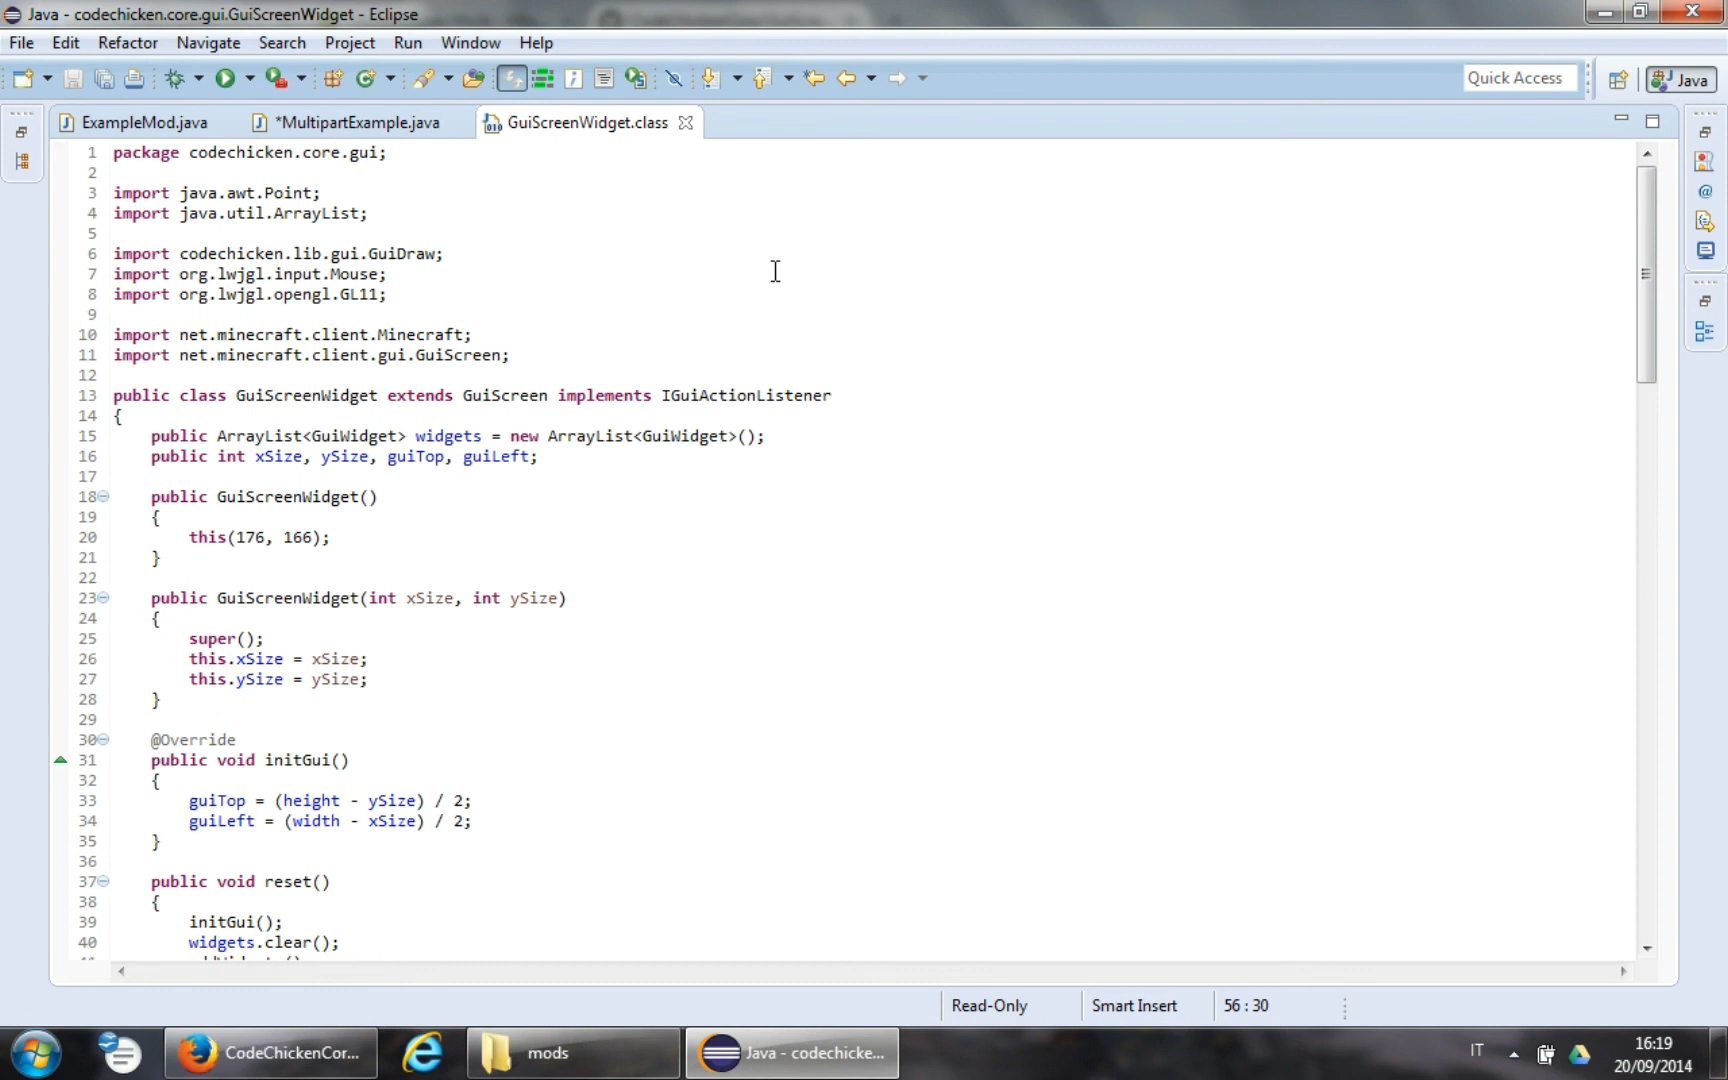 Java - codechicken.core.gui.GuiScreenWidget - Eclipse
File Edit Refactor Navigate Search Project Run Window Help
Quick Access
Java
ExampleMod.java
*MultipartExample.java
GuiScreenWidget.class
1 package codechicken.core.gui;
2
3 import java.awt.Point;
4 import java.util.ArrayList;
5
6 import codechicken.lib.gui.GuiDraw;
7 import org.lwjgl.input.Mouse;
8 import org.lwjgl.opengl.GL11;
9
10 import net.minecraft.client.Minecraft;
11 import net.minecraft.client.gui.GuiScreen;
12
13 public class GuiScreenWidget extends GuiScreen implements IGuiActionListener
14 {
15 public ArrayList<GuiWidget> widgets = new ArrayList<GuiWidget>();
16 public int xSize, ySize, guiTop, guiLeft;
17
18 public GuiScreenWidget()
19 {
20 this(176, 166);
21 }
22
23 public GuiScreenWidget(int xSize, int ySize)
24 {
25 super();
26 this.xSize = xSize;
27 this.ySize = ySize;
28 }
29
30 @Override
31 public void initGui()
32 {
33 guiTop = (height - ySize) / 2;
34 guiLeft = (width - xSize) / 2;
35 }
36
37 public void reset()
38 {
39 initGui();
40 widgets.clear();
Read-Only
Smart Insert
56 : 30
CodeChickenCor...
mods
Java - codechicke...
IT
16:19
20/09/2014